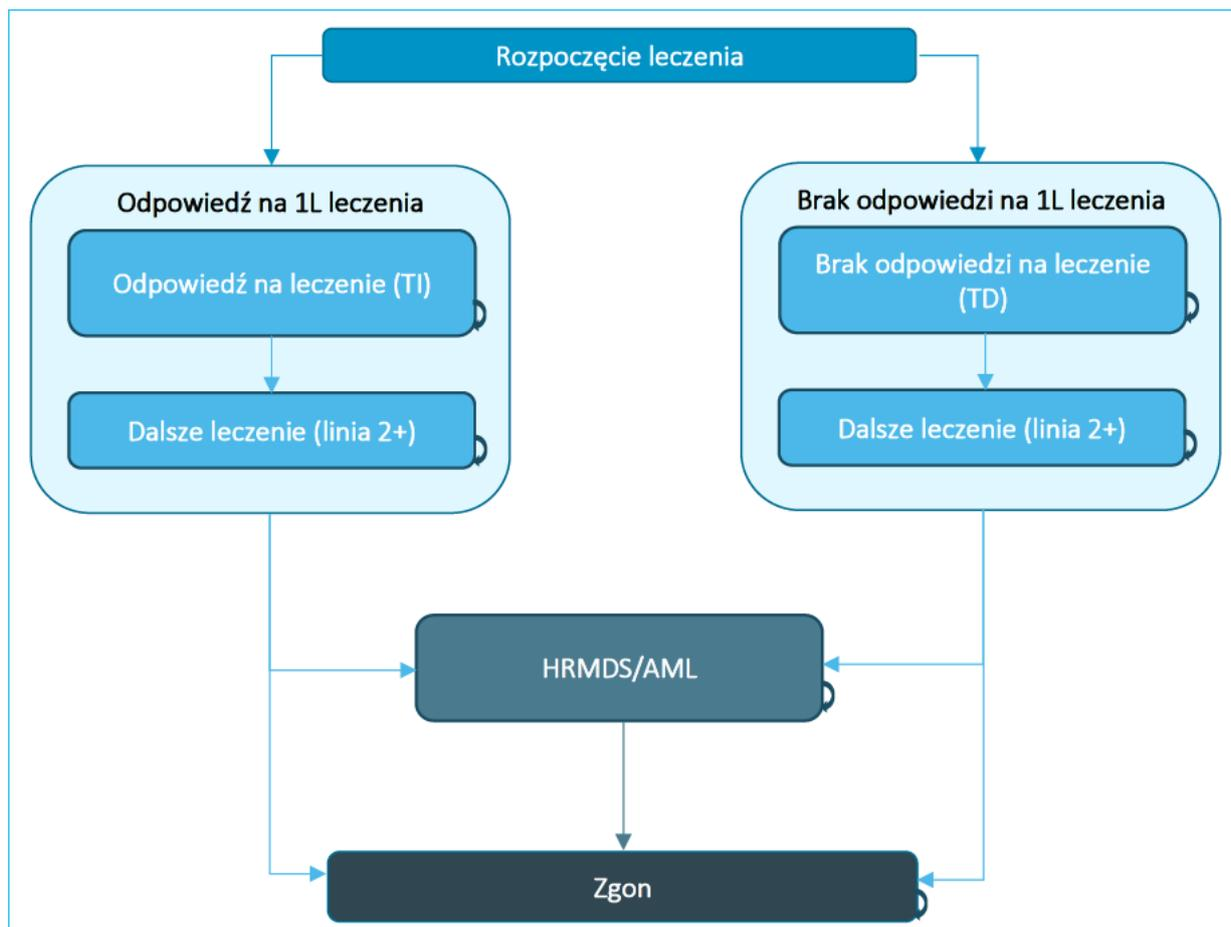 Rozpoczęcie leczenia
Odpowiedź na 1L leczenia
Odpowiedź na leczenie (TI)
Dalsze leczenie (linia 2+)
Brak odpowiedzi na 1L leczenia
Brak odpowiedzi na leczenie
(TD)
Dalsze leczenie (linia 2+)
HRMDS/AML
Zgon